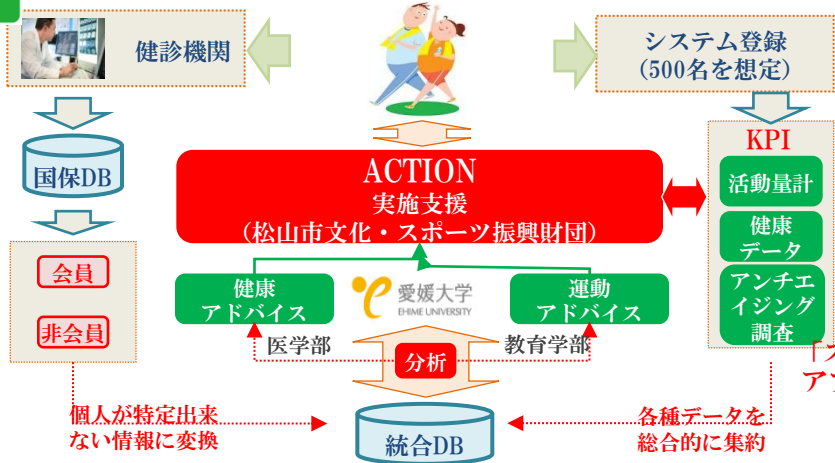 健診機関
システム登録
(500名を想定)
国保DB
ACTION
実施支援
(松山市文化・スポーツ振興財団)
KPI
活動量計
健康
データ
アンチエ
イジング
調査
会員
非会員
健康
アドバイス
愛媛大学
EHIME UNIVERSITY
運動
アドバイス
医学部
分析
教育学部
個人が特定出来
ない情報に変換
統合DB
各種データを
総合的に集約